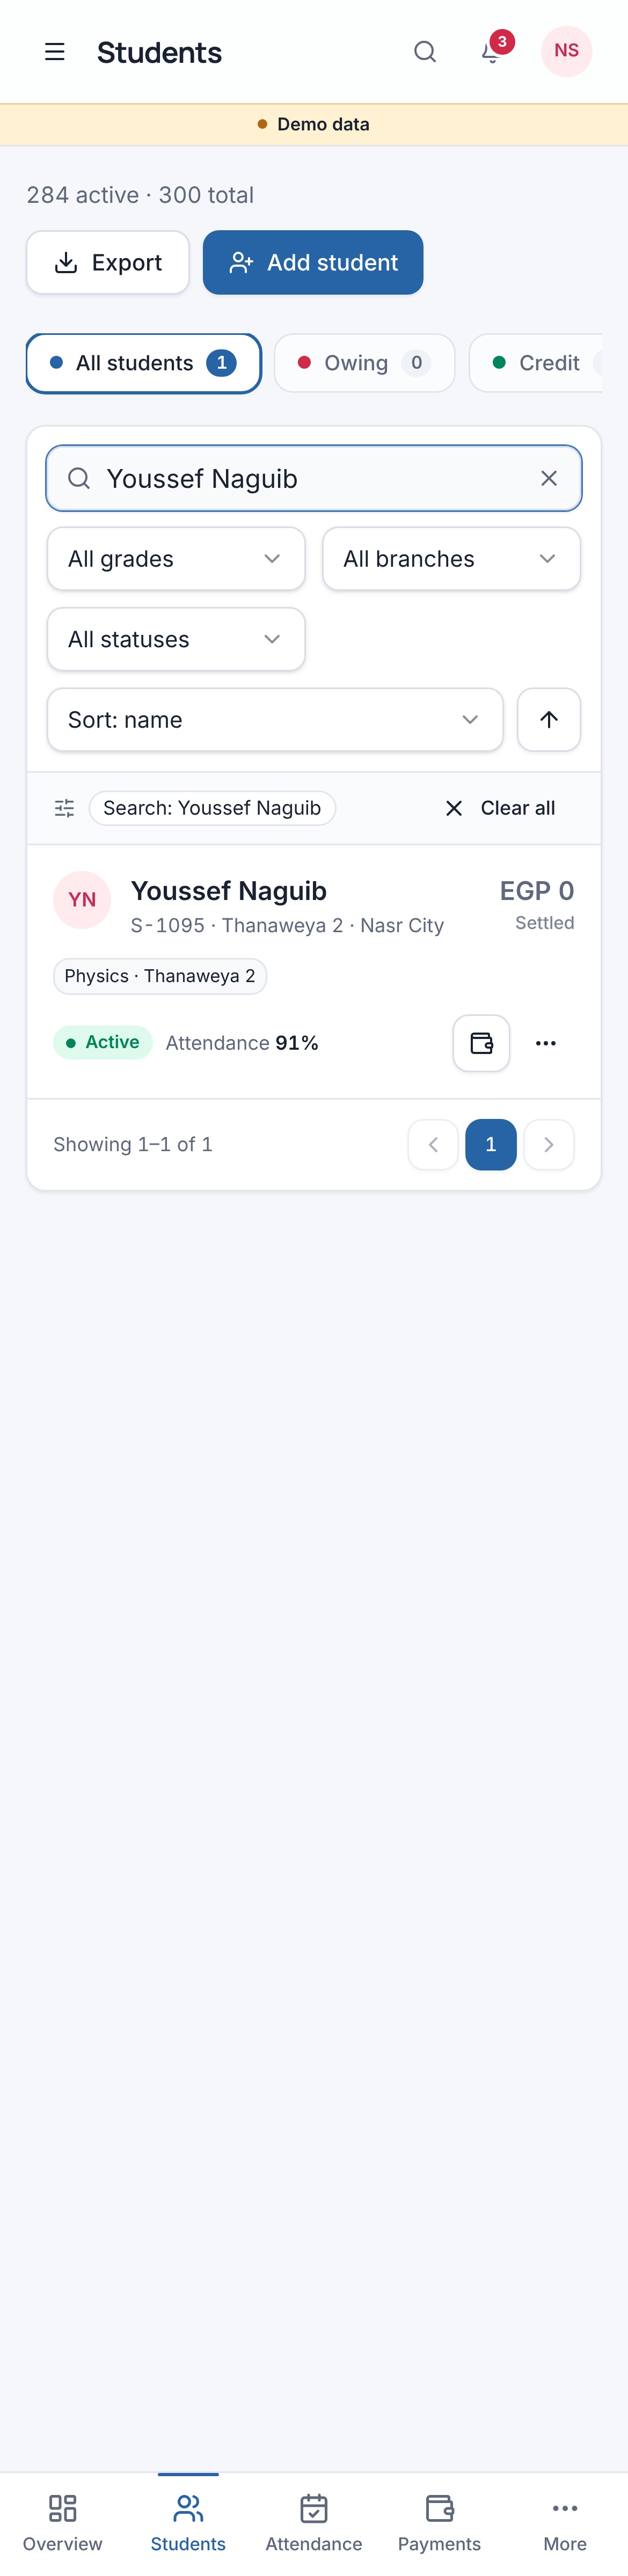 Students
3
NS
Demo data
284 active · 300 total
Export
Add student
All students 1
Owing 0
Credit
Youssef Naguib
All grades
All branches
All statuses
Sort: name
Search: Youssef Naguib
Clear all
YN
Youssef Naguib
EGP 0
S-1095 · Thanaweya 2 · Nasr City
Settled
Physics · Thanaweya 2
Active
Attendance 91%
Showing 1–1 of 1
1
Overview
Students
Attendance
Payments
More